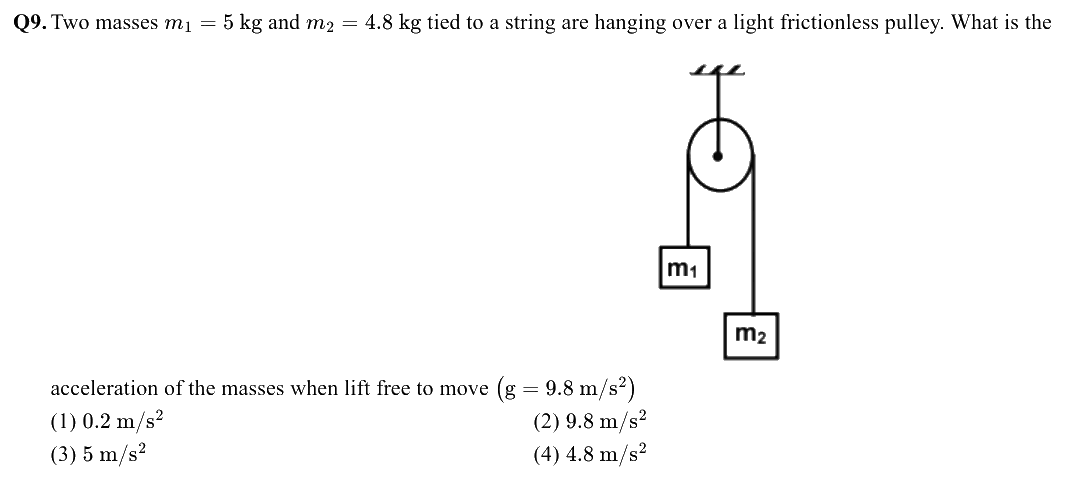 Q9. Two masses m₁ = 5 kg and m₂ = 4.8 kg tied to a string are hanging over a light frictionless pulley. What is the
m₁
m₂
acceleration of the masses when lift free to move (g = 9.8 m/s²)
(1) 0.2 m/s² (2) 9.8 m/s²
(3) 5 m/s² (4) 4.8 m/s²